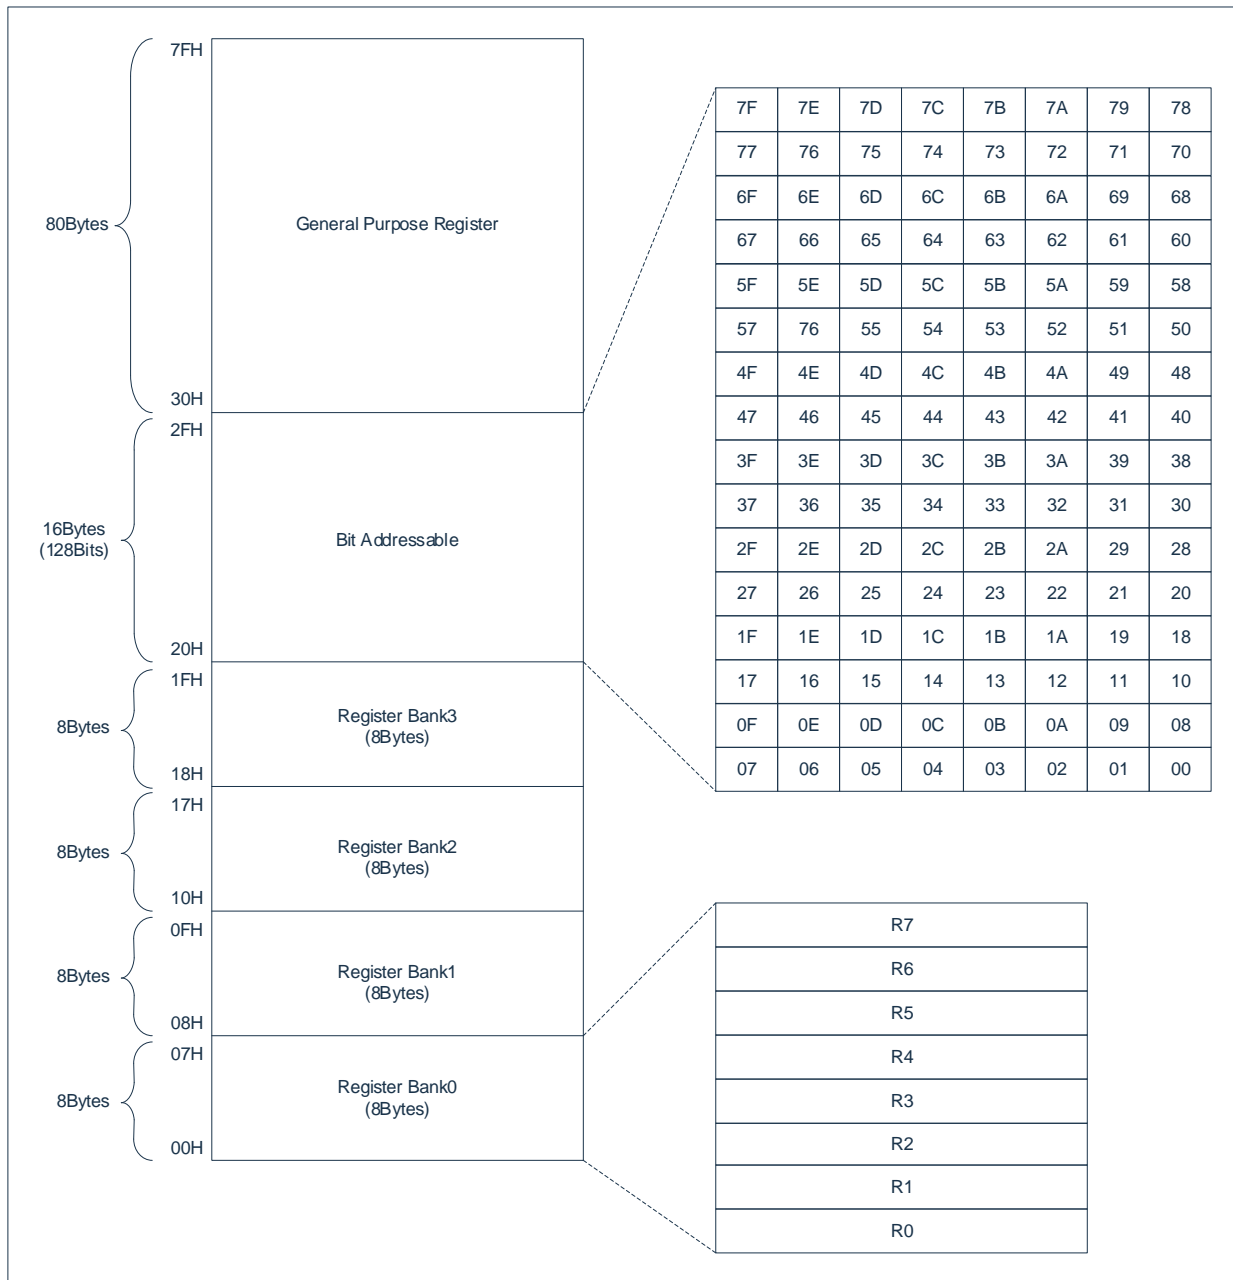 7FH
80Bytes
General Purpose Register
30H
2FH
16Bytes
(128Bits)
Bit Addressable
20H
1FH
8Bytes
Register Bank3
(8Bytes)
18H
17H
8Bytes
Register Bank2
(8Bytes)
10H
0FH
8Bytes
Register Bank1
(8Bytes)
08H
07H
8Bytes
Register Bank0
(8Bytes)
00H
7F 7E 7D 7C 7B 7A 79 78
77 76 75 74 73 72 71 70
6F 6E 6D 6C 6B 6A 69 68
67 66 65 64 63 62 61 60
5F 5E 5D 5C 5B 5A 59 58
57 76 55 54 53 52 51 50
4F 4E 4D 4C 4B 4A 49 48
47 46 45 44 43 42 41 40
3F 3E 3D 3C 3B 3A 39 38
37 36 35 34 33 32 31 30
2F 2E 2D 2C 2B 2A 29 28
27 26 25 24 23 22 21 20
1F 1E 1D 1C 1B 1A 19 18
17 16 15 14 13 12 11 10
0F 0E 0D 0C 0B 0A 09 08
07 06 05 04 03 02 01 00
R7
R6
R5
R4
R3
R2
R1
R0